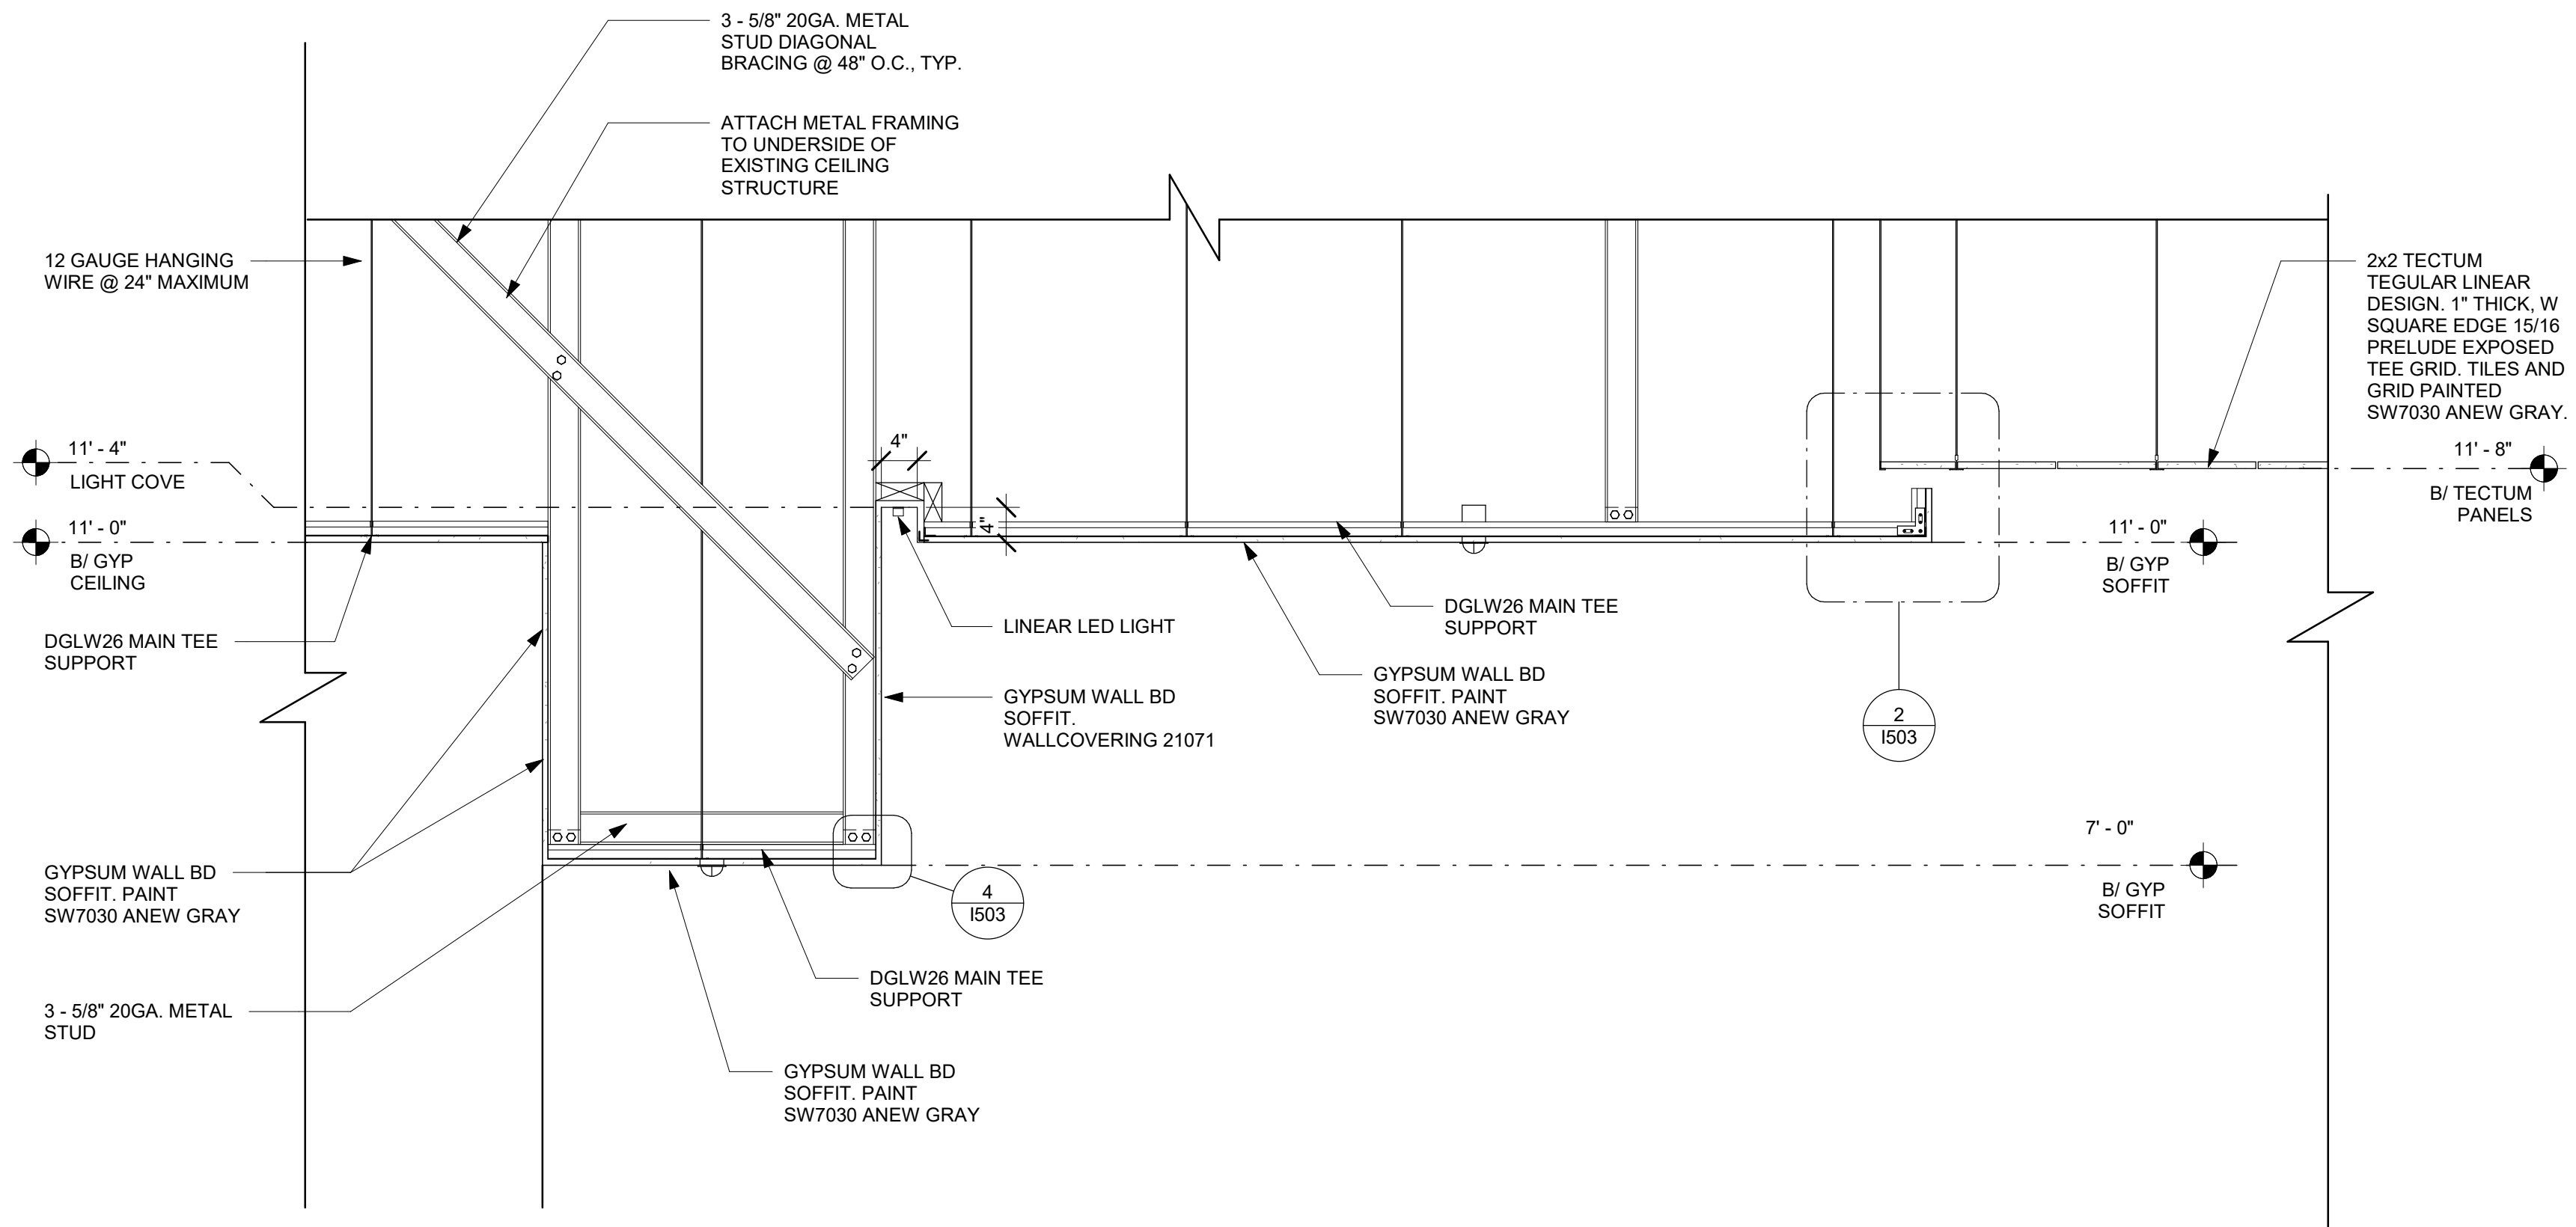 3 - 5/8" 20GA. METAL
STUD DIAGONAL
BRACING @ 48" O.C., TYP.
ATTACH METAL FRAMING
TO UNDERSIDE OF
EXISTING CEILING
STRUCTURE
12 GAUGE HANGING
WIRE @ 24" MAXIMUM
2x2 TECTUM
TEGULAR LINEAR
DESIGN. 1" THICK, W
SQUARE EDGE 15/16
PRELUDE EXPOSED
TEE GRID. TILES AND
GRID PAINTED
SW7030 ANEW GRAY.
11' - 4"
LIGHT COVE
4"
11' - 8"
B/ TECTUM
PANELS
11' - 0"
B/ GYP
CEILING
4"
11' - 0"
B/ GYP
SOFFIT
DGLW26 MAIN TEE
SUPPORT
LINEAR LED LIGHT
DGLW26 MAIN TEE
SUPPORT
GYPSUM WALL BD
SOFFIT.
WALLCOVERING 21071
GYPSUM WALL BD
SOFFIT. PAINT
SW7030 ANEW GRAY
2
I503
7' - 0"
B/ GYP
SOFFIT
GYPSUM WALL BD
SOFFIT. PAINT
SW7030 ANEW GRAY
4
I503
DGLW26 MAIN TEE
SUPPORT
3 - 5/8" 20GA. METAL
STUD
GYPSUM WALL BD
SOFFIT. PAINT
SW7030 ANEW GRAY